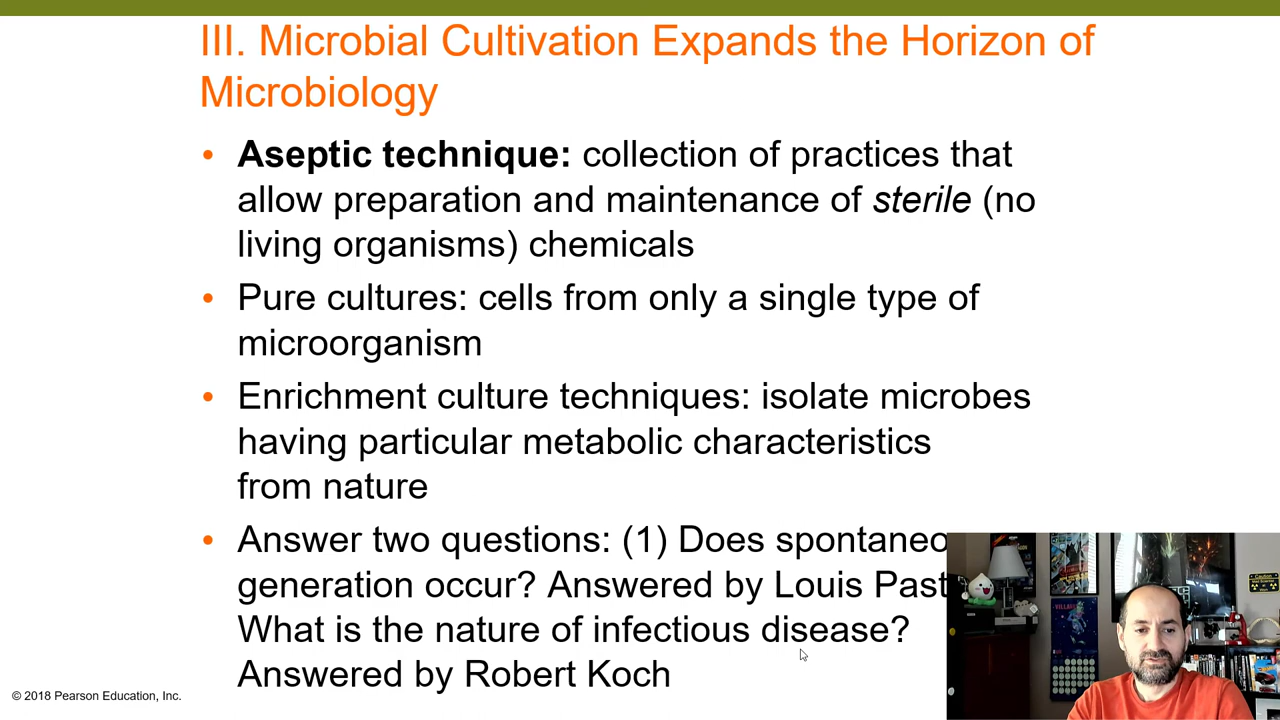 III. Microbial Cultivation Expands the Horizon of
Microbiology
• Aseptic technique: collection of practices that
allow preparation and maintenance of sterile (no
living organisms) chemicals
• Pure cultures: cells from only a single type of
microorganism
• Enrichment culture techniques: isolate microbes
having particular metabolic characteristics
from nature
• Answer two questions: (1) Does spontaneo
generation occur? Answered by Louis Past
What is the nature of infectious disease?
Answered by Robert Koch
© 2018 Pearson Education, Inc.
Caution